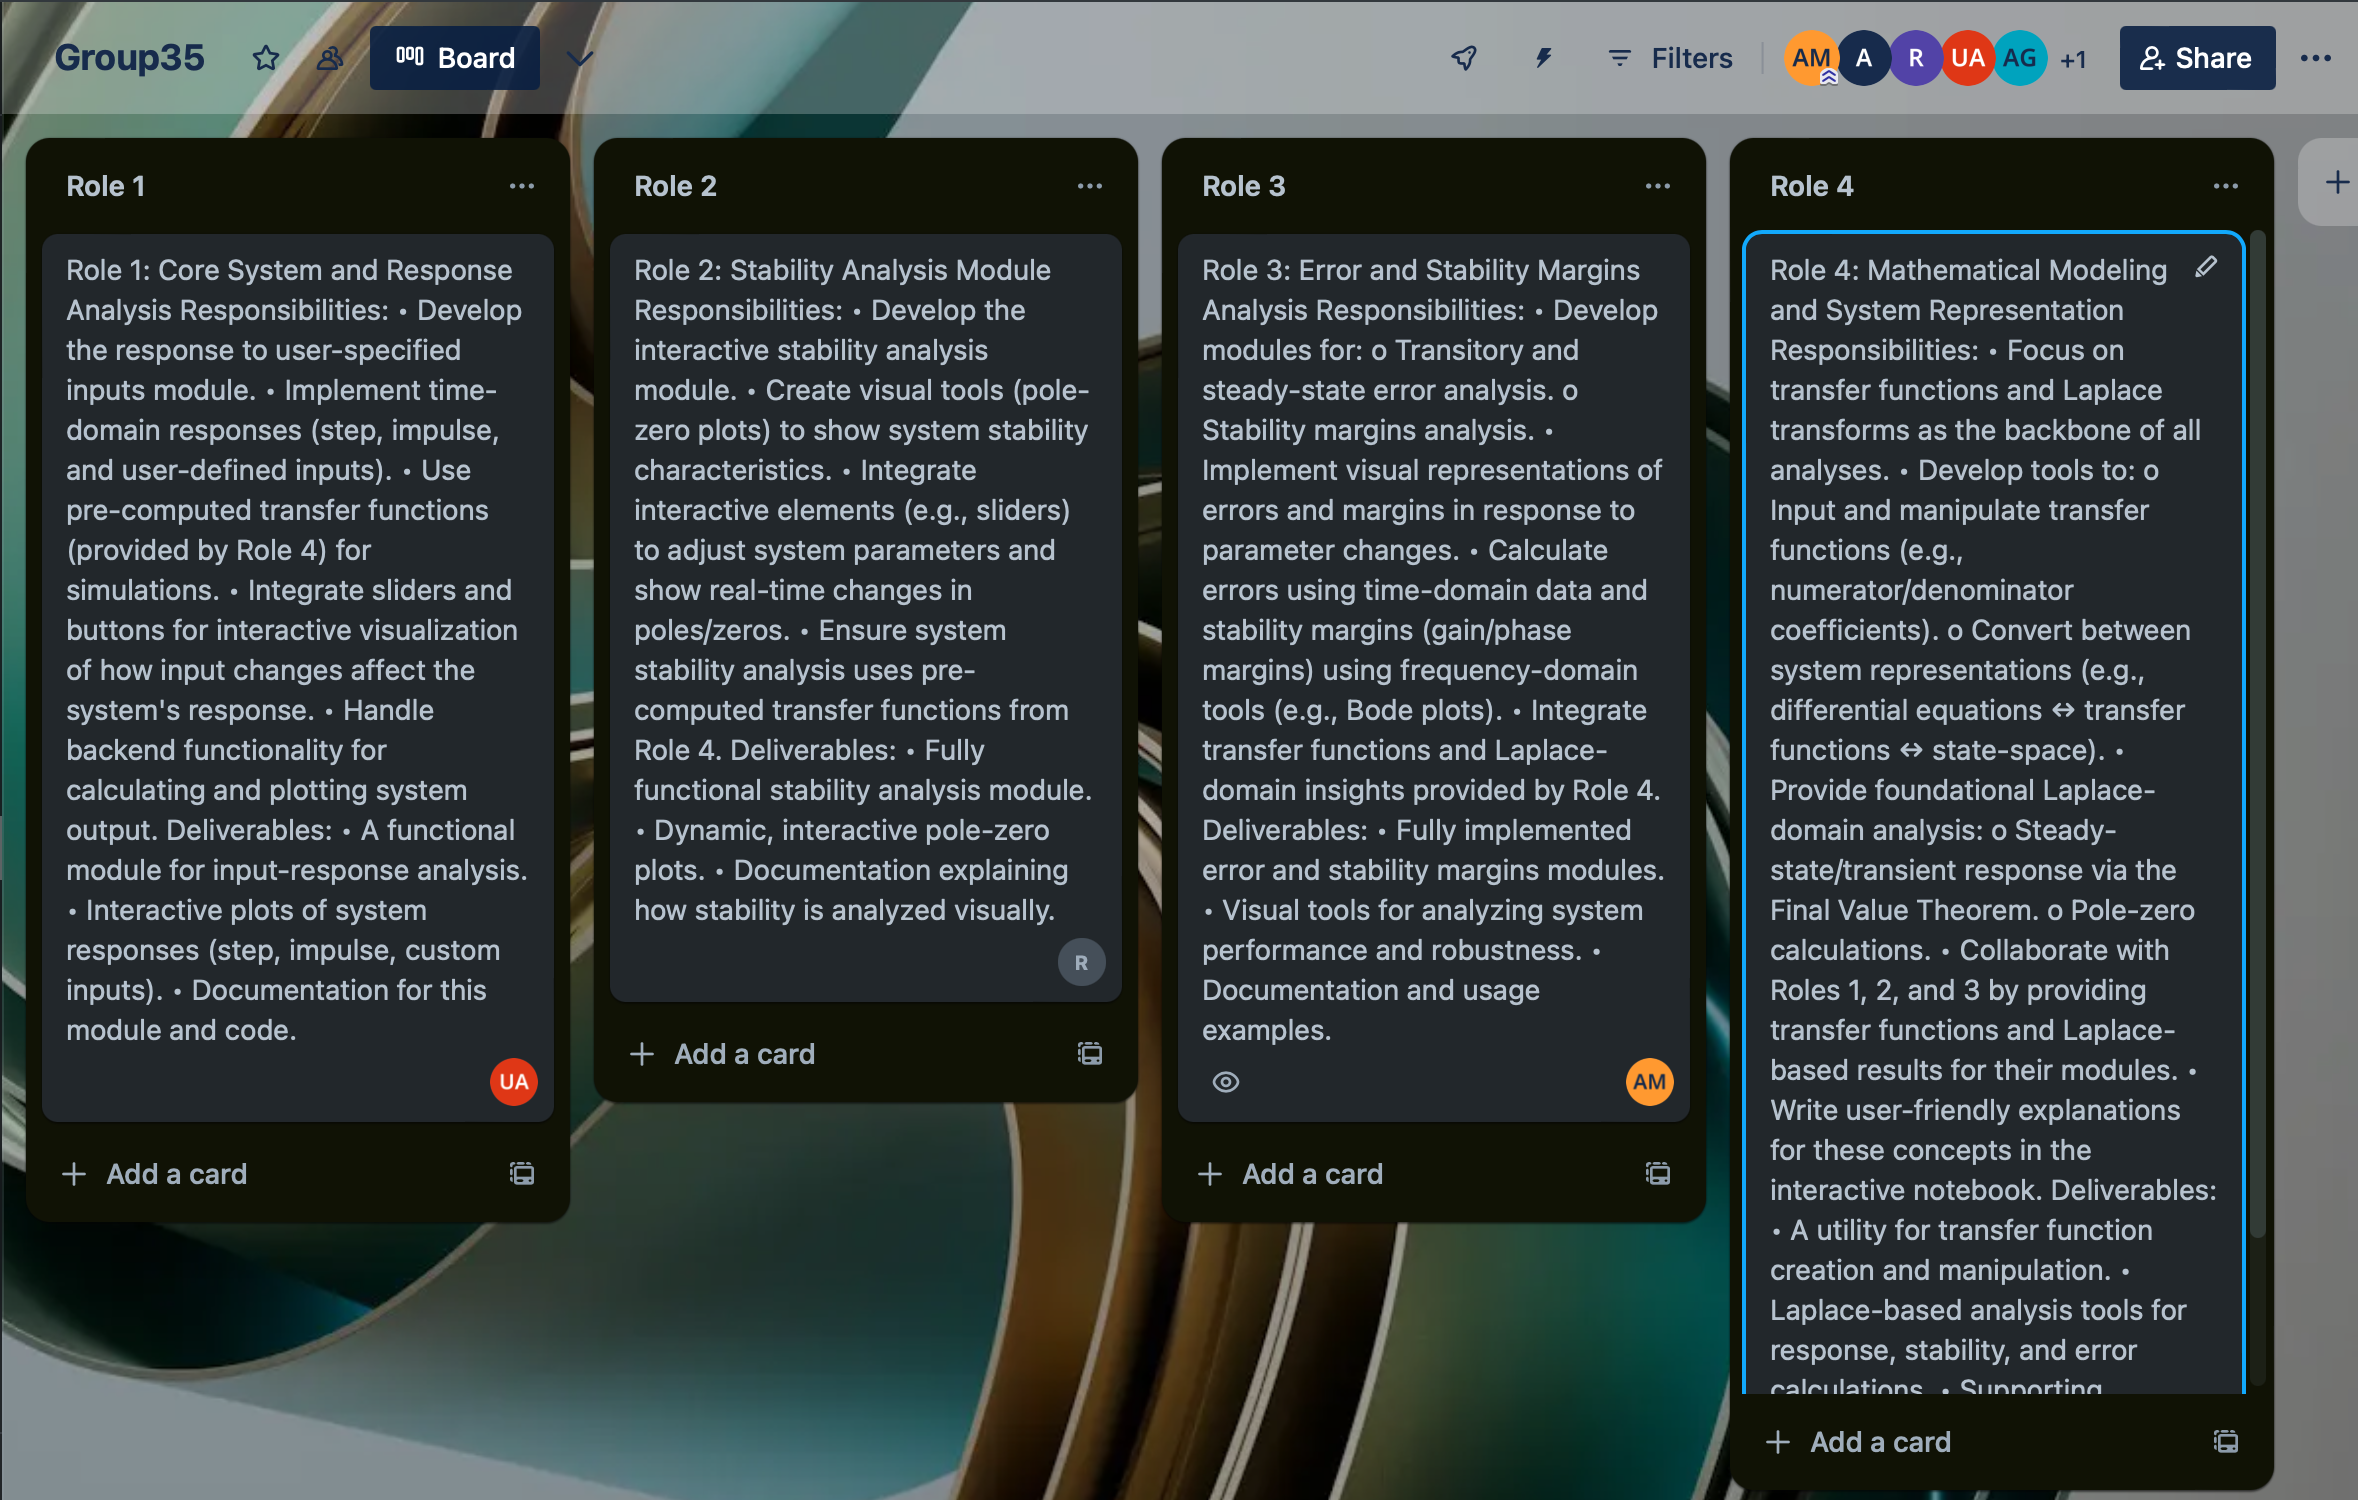 Group35
Board
Filters
AM
A
R
UA
AG
+1
Share
Role 1
Role 1: Core System and Response
Analysis Responsibilities: • Develop
the response to user-specified
inputs module. • Implement time-
domain responses (step, impulse,
and user-defined inputs). • Use
pre-computed transfer functions
(provided by Role 4) for
simulations. • Integrate sliders and
buttons for interactive visualization
of how input changes affect the
system's response. • Handle
backend functionality for
calculating and plotting system
output. Deliverables: • A functional
module for input-response analysis.
• Interactive plots of system
responses (step, impulse, custom
inputs). • Documentation for this
module and code.
UA
Add a card
Role 2
Role 2: Stability Analysis Module
Responsibilities: • Develop the
interactive stability analysis
module. • Create visual tools (pole-
zero plots) to show system stability
characteristics. • Integrate
interactive elements (e.g., sliders)
to adjust system parameters and
show real-time changes in
poles/zeros. • Ensure system
stability analysis uses pre-
computed transfer functions from
Role 4. Deliverables: • Fully
functional stability analysis module.
• Dynamic, interactive pole-zero
plots. • Documentation explaining
how stability is analyzed visually.
R
Add a card
Role 3
Role 3: Error and Stability Margins
Analysis Responsibilities: • Develop
modules for: o Transitory and
steady-state error analysis. o
Stability margins analysis. •
Implement visual representations of
errors and margins in response to
parameter changes. • Calculate
errors using time-domain data and
stability margins (gain/phase
margins) using frequency-domain
tools (e.g., Bode plots). • Integrate
transfer functions and Laplace-
domain insights provided by Role 4.
Deliverables: • Fully implemented
error and stability margins modules.
• Visual tools for analyzing system
performance and robustness. •
Documentation and usage
examples.
AM
Add a card
Role 4
Role 4: Mathematical Modeling
and System Representation
Responsibilities: • Focus on
transfer functions and Laplace
transforms as the backbone of all
analyses. • Develop tools to: o
Input and manipulate transfer
functions (e.g.,
numerator/denominator
coefficients). o Convert between
system representations (e.g.,
differential equations ↔ transfer
functions ↔ state-space). •
Provide foundational Laplace-
domain analysis: o Steady-
state/transient response via the
Final Value Theorem. o Pole-zero
calculations. • Collaborate with
Roles 1, 2, and 3 by providing
transfer functions and Laplace-
based results for their modules. •
Write user-friendly explanations
for these concepts in the
interactive notebook. Deliverables:
• A utility for transfer function
creation and manipulation. •
Laplace-based analysis tools for
response, stability, and error
calculations. • Supporting
Add a card